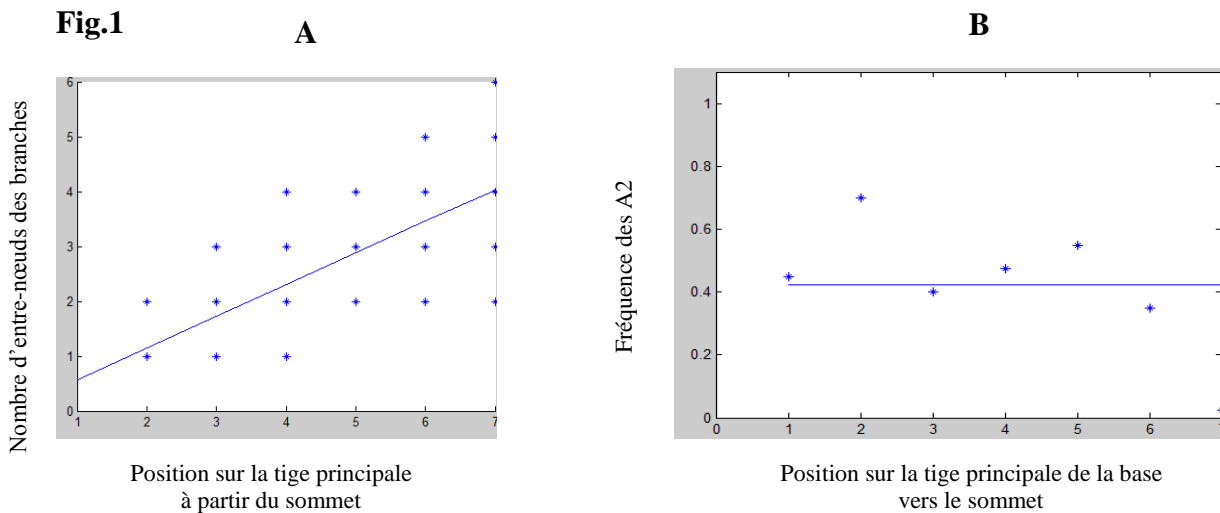 Fig.1
A
B
Nombre d'entre-nœuds des branches
6
5
4
3
2
1
0
1 2 3 4 5 6 7
Position sur la tige principale
à partir du sommet
Fréquence des A2
1
0.8
0.6
0.4
0.2
0
0 1 2 3 4 5 6
Position sur la tige principale de la base
vers le sommet